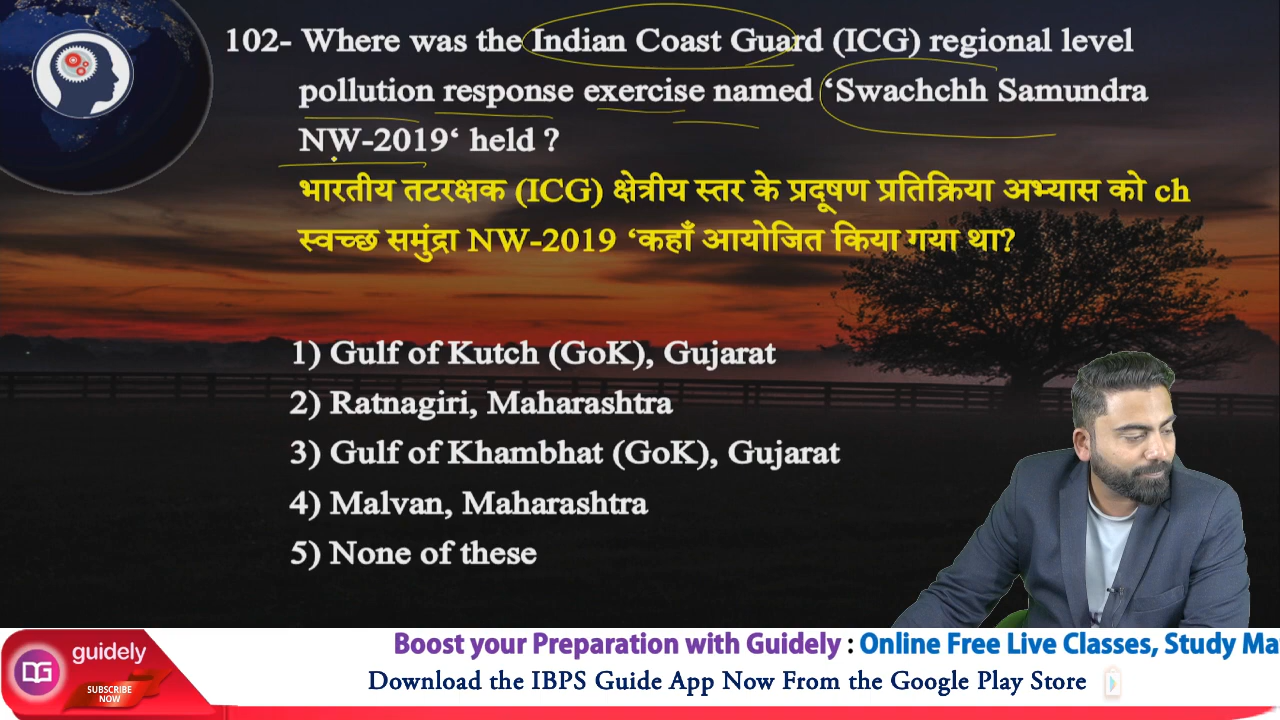 102- Where was the Indian Coast Guard (ICG) regional level
pollution response exercise named ‘Swachchh Samundra
NW-2019‘ held ?
भारतीय तटरक्षक (ICG) क्षेत्रीय स्तर के प्रदूषण प्रतिक्रिया अभ्यास को ch
स्वच्छ समुंद्रा NW-2019 ‘कहाँ आयोजित किया गया था?
1) Gulf of Kutch (GoK), Gujarat
2) Ratnagiri, Maharashtra
3) Gulf of Khambhat (GoK), Gujarat
4) Malvan, Maharashtra
5) None of these
guidely
SUBSCRIBE
NOW
Boost your Preparation with Guidely : Online Free Live Classes, Study Ma
Download the IBPS Guide App Now From the Google Play Store